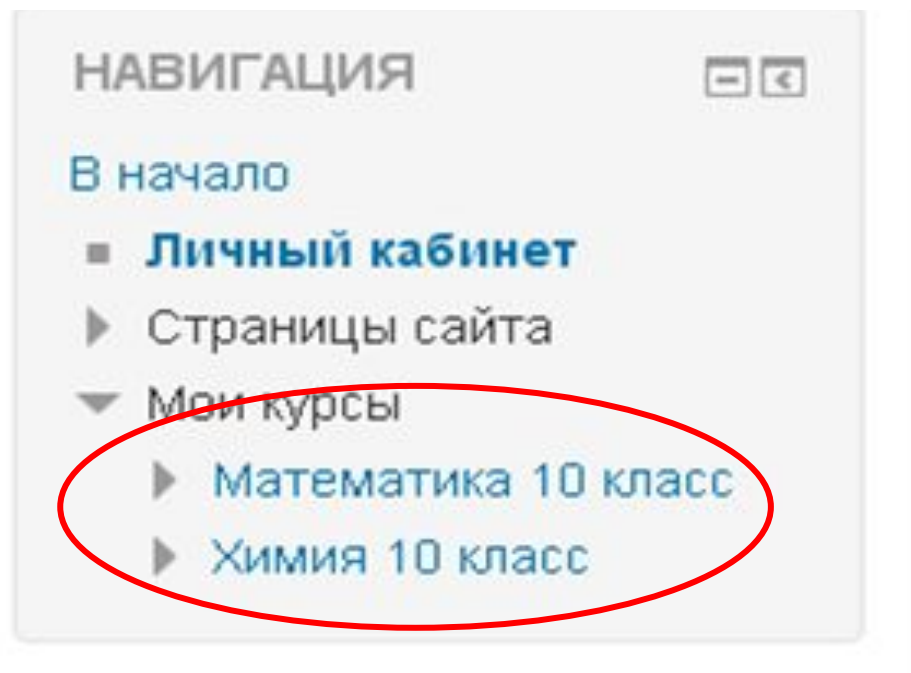 НАВИГАЦИЯ
В начало
Личный кабинет
Страницы сайта
Мои курсы
Математика 10 класс
Химия 10 класс